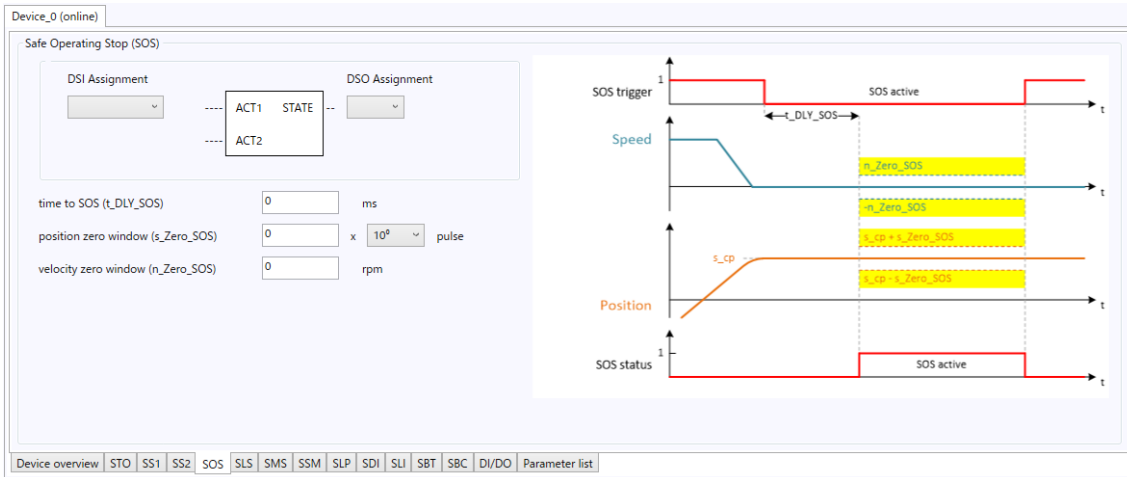 Device_0 (online)
Safe Operating Stop (SOS)
DSI Assignment
DSO Assignment
---- ACT1 STATE --
---- ACT2
time to SOS (t_DLY_SOS) 0 ms
position zero window (s_Zero_SOS) 0 x 10⁰ pulse
velocity zero window (n_Zero_SOS) 0 rpm
SOS trigger 1 SOS active t
t_DLY_SOS
Speed
n_Zero_SOS
t
-n_Zero_SOS
s_cp + s_Zero_SOS
s_cp
s_cp - s_Zero_SOS
Position t
SOS status 1 SOS active t
Device overview STO SS1 SS2 SOS SLS SMS SSM SLP SDI SLI SBT SBC DI/DO Parameter list